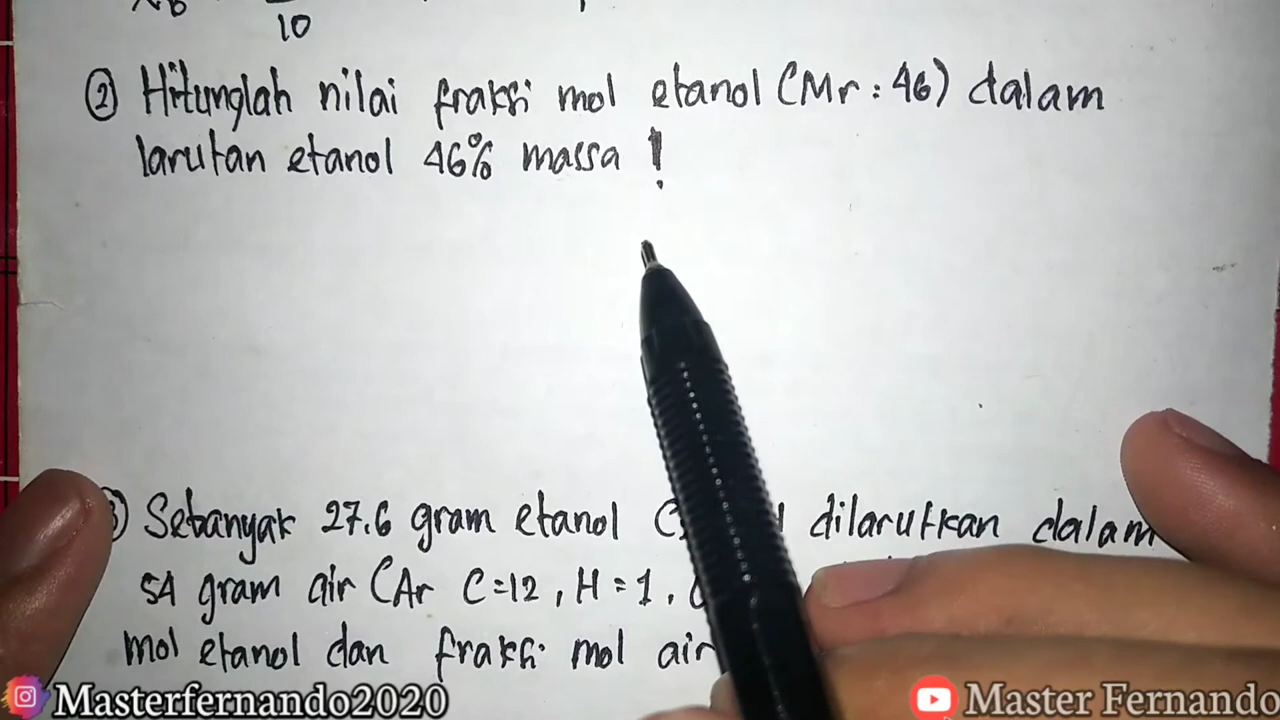 10
② Hitunglah nilai fraksi mol etanol (Mr : 46) dalam
larutan etanol 46% massa !
Sebanyak 27.6 gram etanol dilarutkan dalam
54 gram air (Ar C=12, H = 1,
mol etanol dan fraksi mol air
Masterfernando2020
Master Fernando